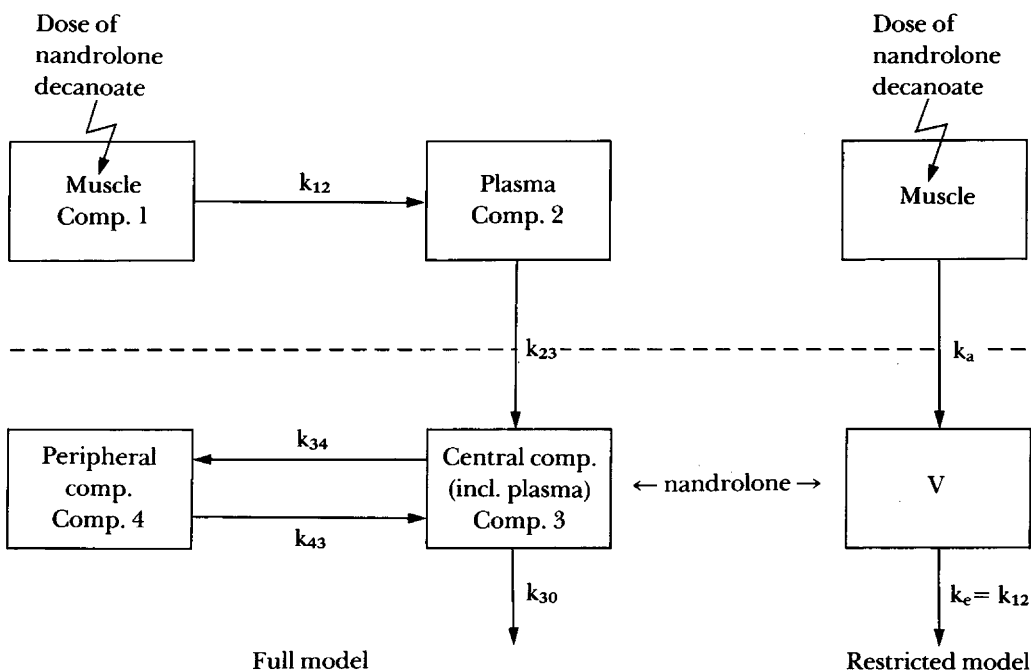 Dose of
nandrolone
decanoate
Dose of
nandrolone
decanoate
Muscle
Comp. 1
k₁₂
Plasma
Comp. 2
Muscle
k₂₃
kₐ
Peripheral
comp.
Comp. 4
k₃₄
k₄₃
Central comp.
(incl. plasma)
Comp. 3
← nandrolone →
V
k₃₀
kₑ = k₁₂
Full model
Restricted model